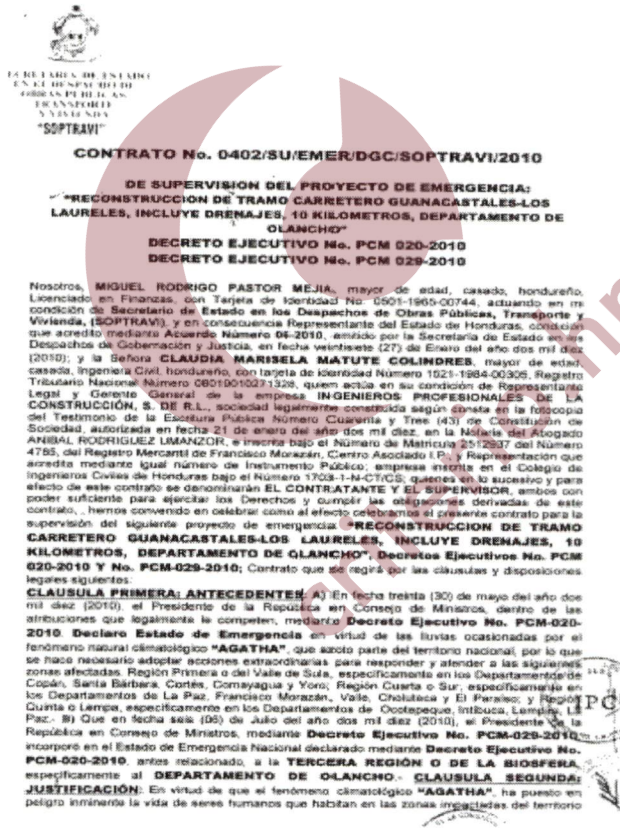 SECRETARIA DE ESTADO
EN EL DESPACHO DE
OBRAS PUBLICAS,
TRANSPORTE
Y VIVIENDA
"SOPTRAVI"
CONTRATO No. 0402/SU/EMER/DGC/SOPTRAVI/2010
DE SUPERVISION DEL PROYECTO DE EMERGENCIA:
"RECONSTRUCCION DE TRAMO CARRETERO GUANACASTALES-LOS
LAURELES, INCLUYE DRENAJES, 10 KILOMETROS, DEPARTAMENTO DE
OLANCHO"
DECRETO EJECUTIVO No. PCM 020-2010
DECRETO EJECUTIVO No. PCM 029-2010
Nosotros, MIGUEL RODRIGO PASTOR MEJIA, mayor de edad, casado, hondureño,
Licenciado en Finanzas, con Tarjeta de Identidad No. 0501-1965-00744, actuando en mi
condición de Secretario de Estado en los Despachos de Obras Públicas, Transporte y
Vivienda, (SOPTRAVI), y en consecuencia Representante del Estado de Honduras, condición
que acredito mediante Acuerdo Número 06-2010, emitido por la Secretaría de Estado en los
Despachos de Gobernación y Justicia, en fecha veintisiete (27) de Enero del año dos mil diez
(2010); y la Señora CLAUDIA MARISELA MATUTE COLINDRES, mayor de edad,
casada, Ingeniera Civil, hondureño, con tarjeta de identidad Número 1521-1984-00305, Registro
Tributario Nacional Número 08019010271328, quien actúa en su condición de Representante
Legal y Gerente General de la empresa INGENIEROS PROFESIONALES DE LA
CONSTRUCCIÓN, S. DE R.L., sociedad legalmente constituida según consta en la fotocopia
del Testimonio de la Escritura Pública Número Cuarenta y Tres (43) de Constitución de
Sociedad, autorizada en fecha 21 de enero del año dos mil diez, en la Notaría del Abogado
ANIBAL RODRIGUEZ UMANZOR, e inscrita bajo el Número de Matrícula 2512937 del Número
4765, del Registro Mercantil de Francisco Morazán, Centro Asociado I.P., y Representación que
acredita mediante igual número de Instrumento Público; empresa inscrita en el Colegio de
Ingenieros Civiles de Honduras bajo el Número 1703-1-N-CT/CS; quienes en lo sucesivo y para
efecto de este contrato se denominarán EL CONTRATANTE Y EL SUPERVISOR, ambos con
poder suficiente para ejercitar los Derechos y cumplir las obligaciones derivadas de este
contrato, , hemos convenido en celebrar como al efecto celebramos el presente contrato para la
supervisión del siguiente proyecto de emergencia: "RECONSTRUCCION DE TRAMO
CARRETERO GUANACASTALES-LOS LAURELES, INCLUYE DRENAJES, 10
KILOMETROS, DEPARTAMENTO DE OLANCHO", Decretos Ejecutivos No. PCM
020-2010 Y No. PCM-029-2010; Contrato que se regirá por las cláusulas y disposiciones
legales siguientes:
CLAUSULA PRIMERA: ANTECEDENTES: A) En fecha treinta (30) de mayo del año dos
mil diez (2010), el Presidente de la República en Consejo de Ministros, dentro de las
atribuciones que legalmente le competen, mediante Decreto Ejecutivo No. PCM-020-
2010, Declaro Estado de Emergencia en virtud de las lluvias ocasionadas por el
fenómeno natural climatológico "AGATHA", que azoto parte del territorio nacional, por lo que
se hace necesario adoptar acciones extraordinarias para responder y atender a las siguientes
zonas afectadas: Región Primera o del Valle de Sula, específicamente en los Departamentos de
Copán, Santa Bárbara, Cortés, Comayagua y Yoro; Región Cuarta o Sur, específicamente en
los Departamentos de La Paz, Francisco Morazán, Valle, Choluteca y El Paraíso; y Región
Quinta o Lempa, específicamente en los Departamentos de Ocotepeque, Intibucá, Lempira, La
Paz.- B) Que en fecha seis (06) de Julio del año dos mil diez (2010), el Presidente de la
República en Consejo de Ministros, mediante Decreto Ejecutivo No. PCM-029-2010,
incorporó en el Estado de Emergencia Nacional declarado mediante Decreto Ejecutivo No.
PCM-020-2010, antes relacionado, a la TERCERA REGIÓN O DE LA BIOSFERA,
específicamente al DEPARTAMENTO DE OLANCHO.- CLAUSULA SEGUNDA:
JUSTIFICACIÓN: En virtud de que el fenómeno climatológico "AGATHA", ha puesto en
peligro inminente la vida de seres humanos que habitan en las zonas impactadas del territorio
IPC
criterio.hn